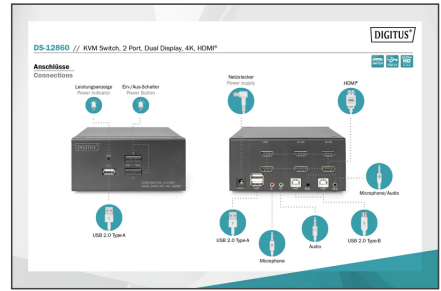 DIGITUS®
DS-12860 // KVM Switch, 2 Port, Dual Display, 4K, HDMI®
Anschlüsse
Connections
Leistungsanzeige
Power Indicator
Ein-/Aus-Schalter
Power Button
Netzstecker
Power supply
HDMI®
DIGITUS
Microphone/Audio
USB 2.0 Type-A
USB 2.0 Type-A
Microphone
Audio
USB 2.0 Type-B